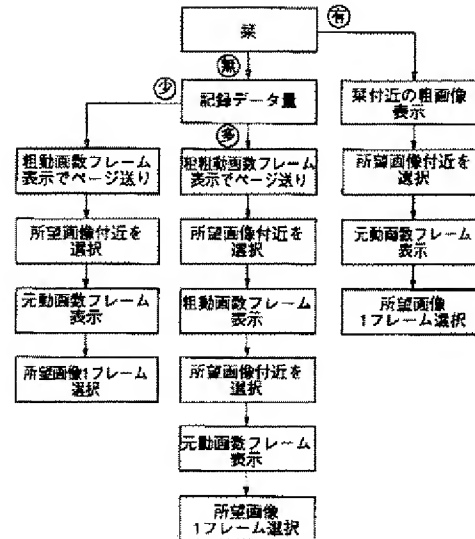 栞
有
無
記録データ量
少
多
栞付近の粗画像
表示
粗動画数フレーム
表示でページ送り
粗粗動画数フレーム
表示でページ送り
所望画像付近を
選択
所望画像付近を
選択
所望画像付近を
選択
元動画数フレーム
表示
粗動画数フレーム
表示
元動画数フレーム
表示
所望画像1フレーム
選択
所望画像付近を
選択
所望画像
1フレーム選択
元動画数フレーム
表示
所望画像
1フレーム選択